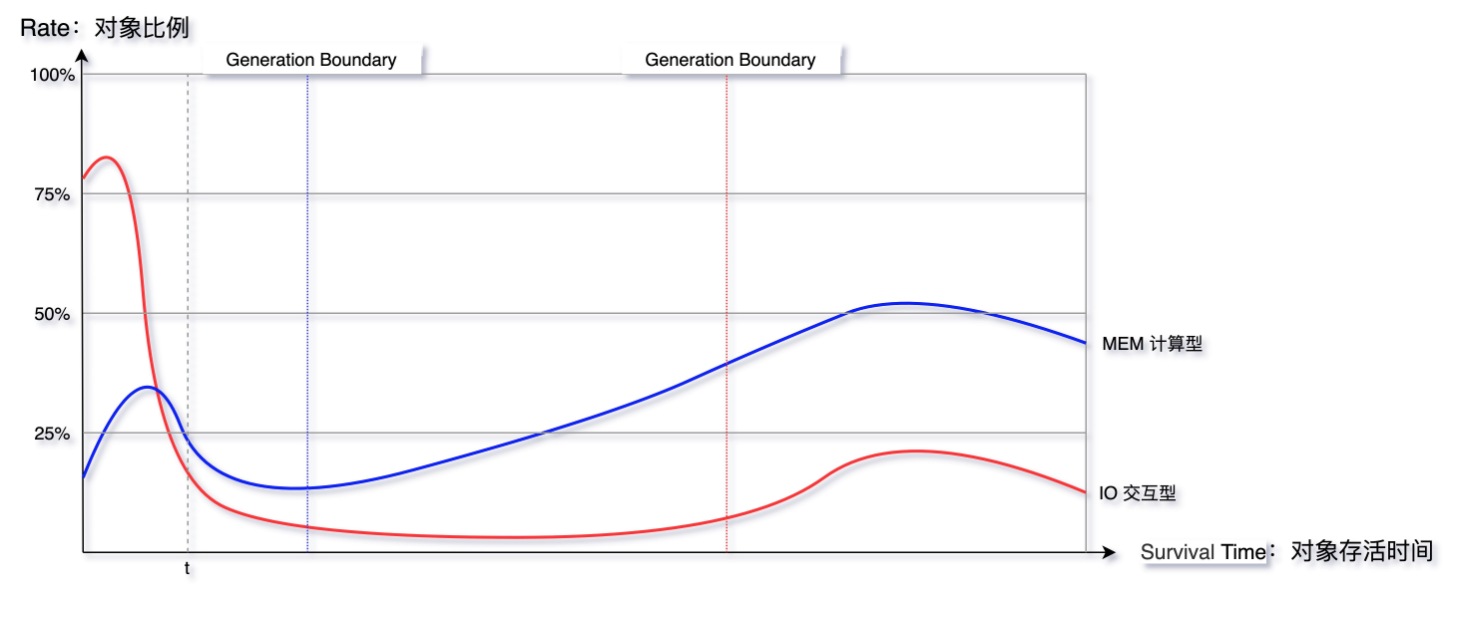 Rate：对象比例
Generation Boundary
Generation Boundary
100%
75%
50%
MEM 计算型
25%
IO 交互型
Survival Time：对象存活时间
t